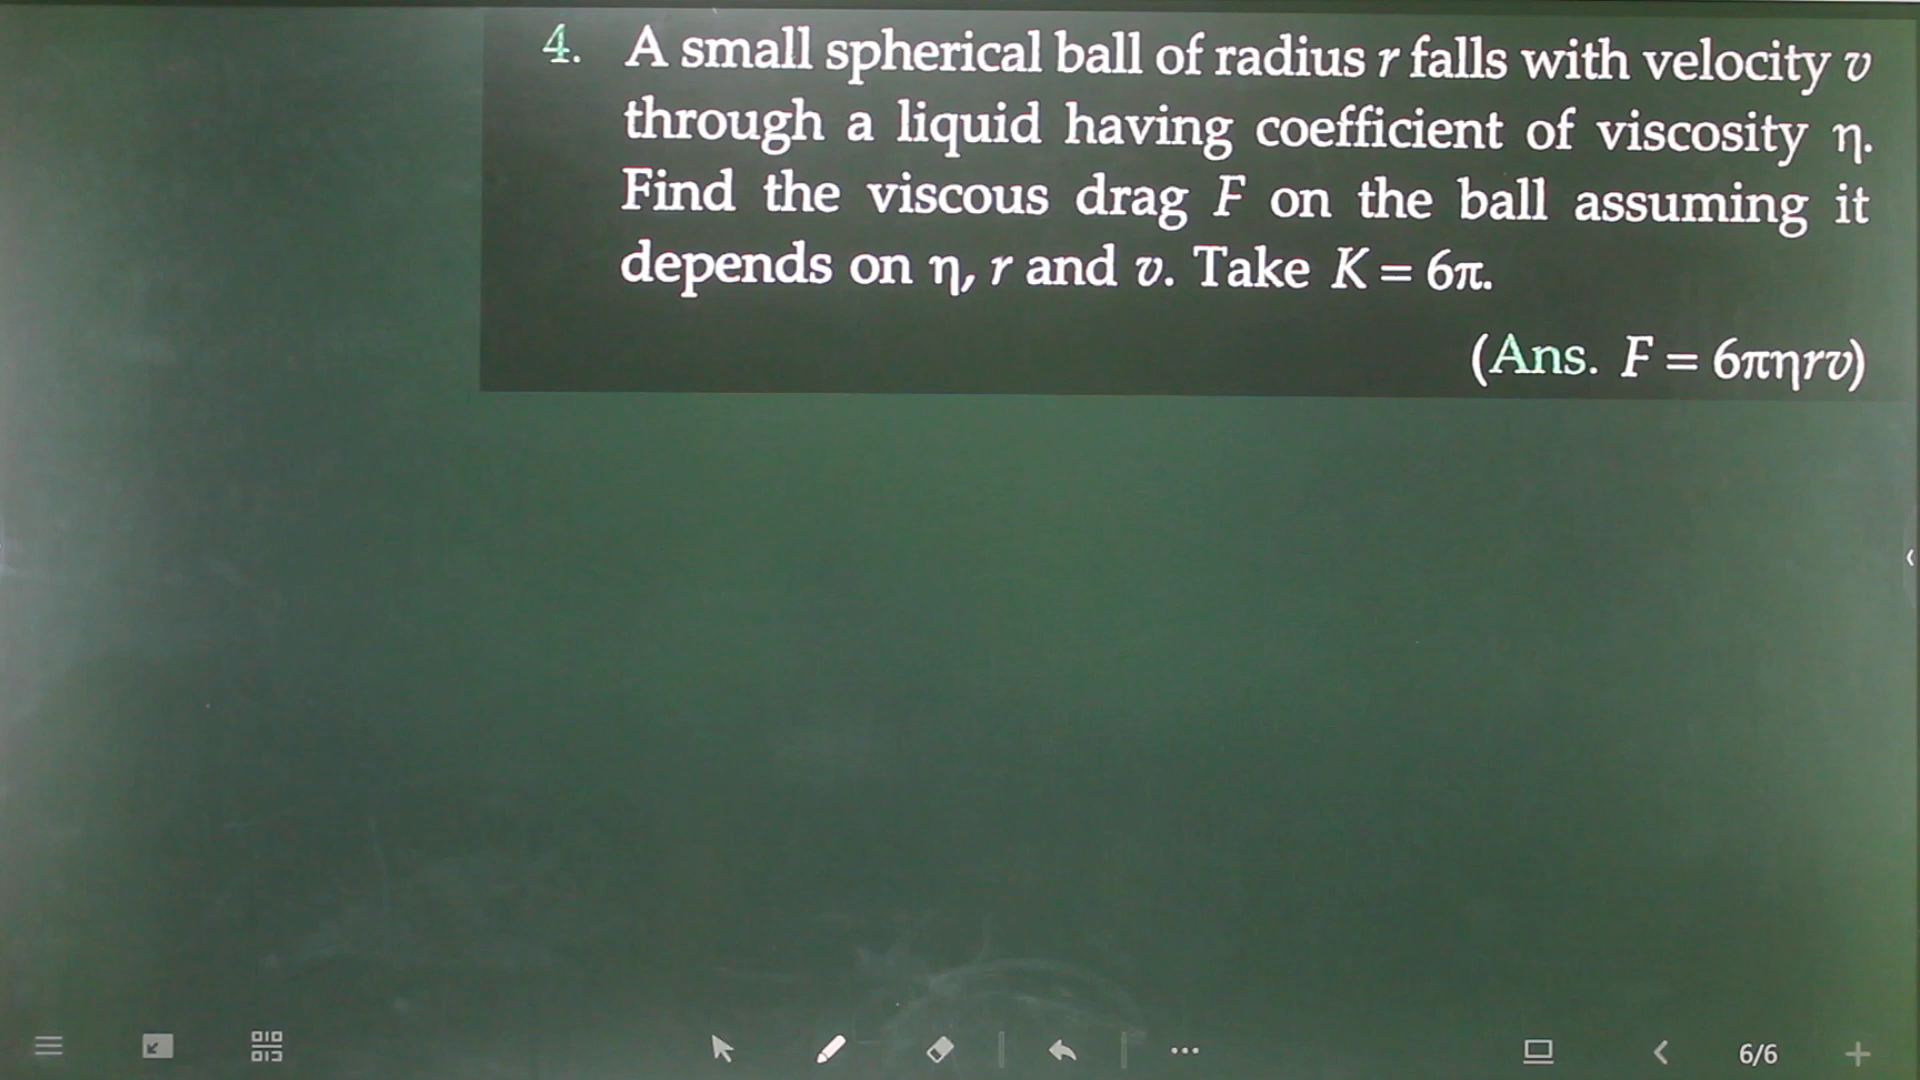 4. A small spherical ball of radius r falls with velocity v
through a liquid having coefficient of viscosity η.
Find the viscous drag F on the ball assuming it
depends on η, r and v. Take K = 6π.
(Ans. F = 6πηrv)
6/6